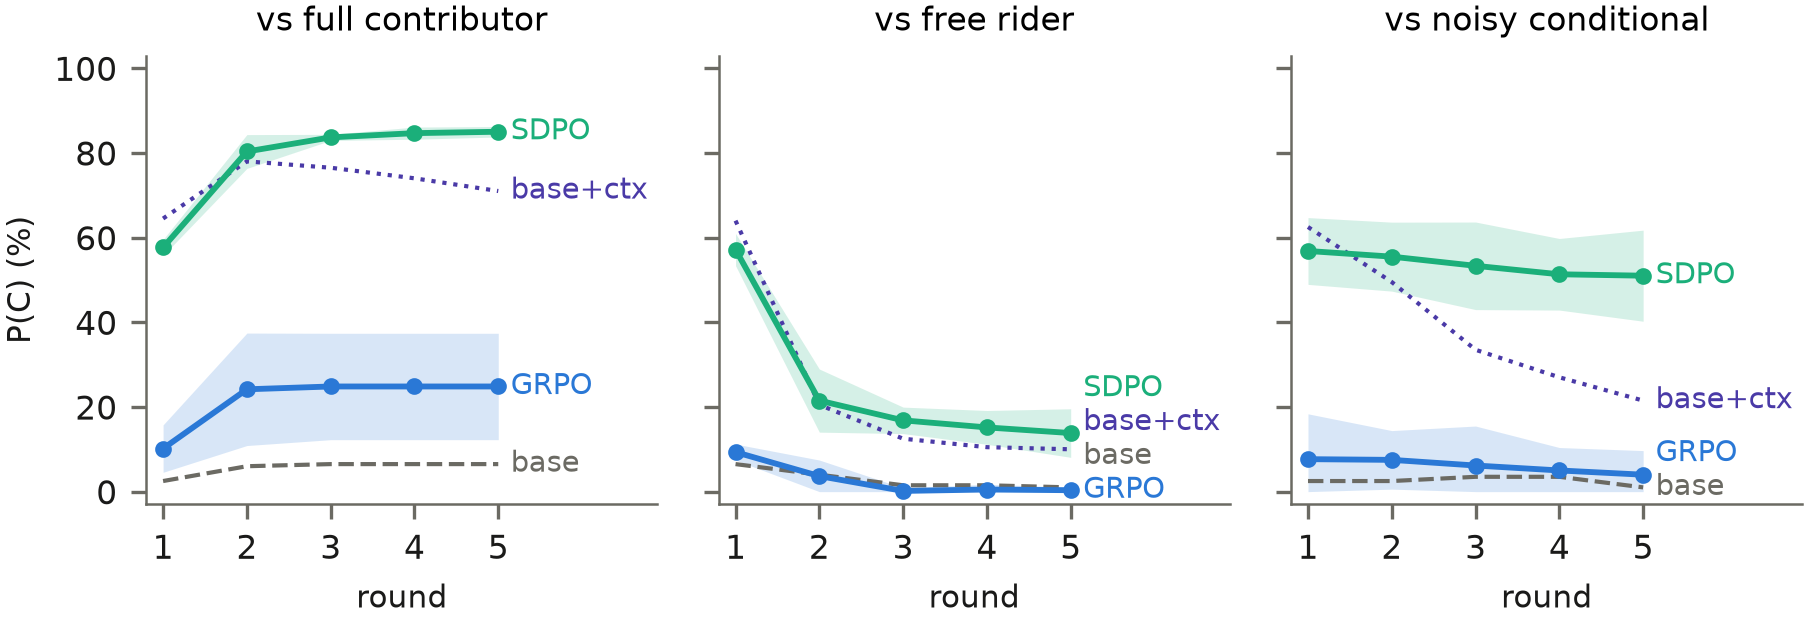 vs full contributor
vs free rider
vs noisy conditional
P(C) (%)
100
80
60
40
20
0
SDPO
base+ctx
GRPO
base
1 2 3 4 5
round
SDPO
base+ctx
base
GRPO
1 2 3 4 5
round
SDPO
base+ctx
GRPO
base
1 2 3 4 5
round